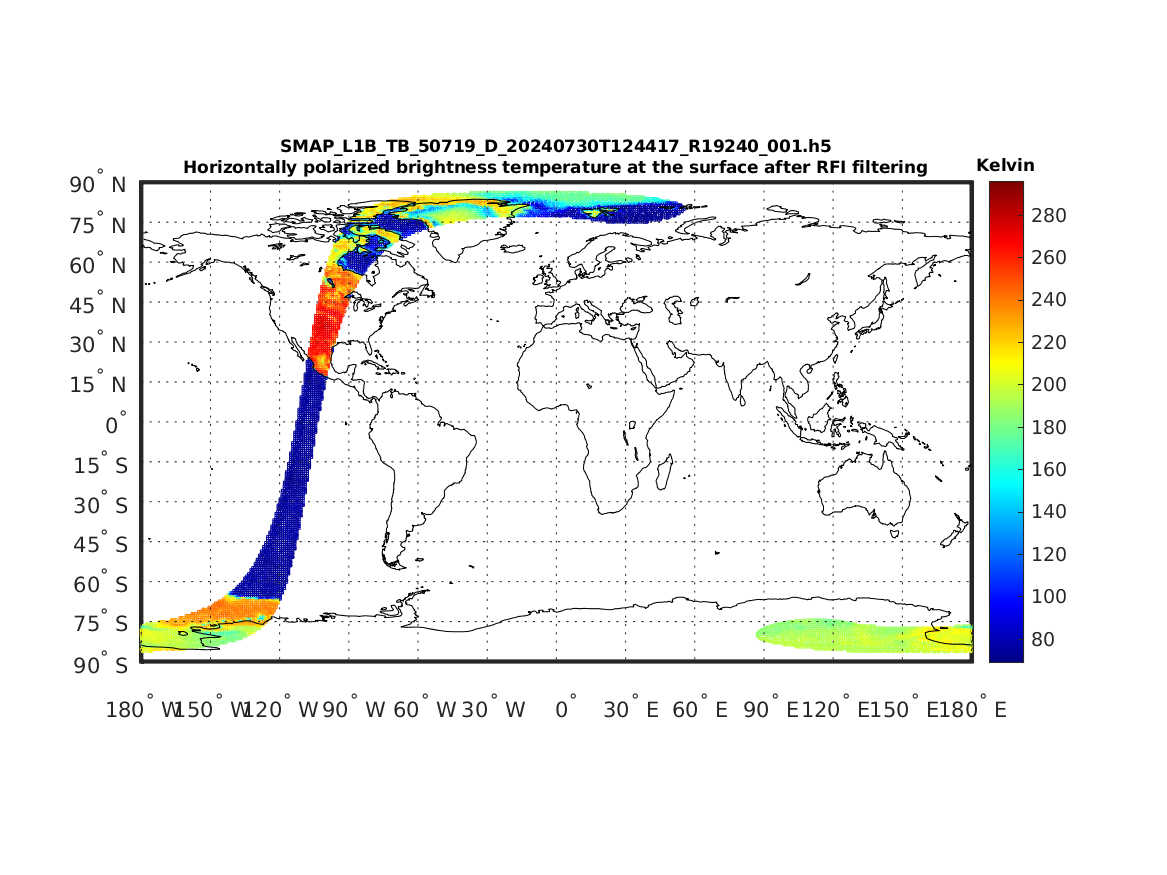 SMAP_L1B_TB_50719_D_20240730T124417_R19240_001.h5
Horizontally polarized brightness temperature at the surface after RFI filtering
Kelvin
90° N
75° N
60° N
45° N
30° N
15° N
0°
15° S
30° S
45° S
60° S
75° S
90° S
180° W 150° W 120° W 90° W 60° W 30° W 0° 30° E 60° E 90° E 120° E 150° E 180° E
280
260
240
220
200
180
160
140
120
100
80